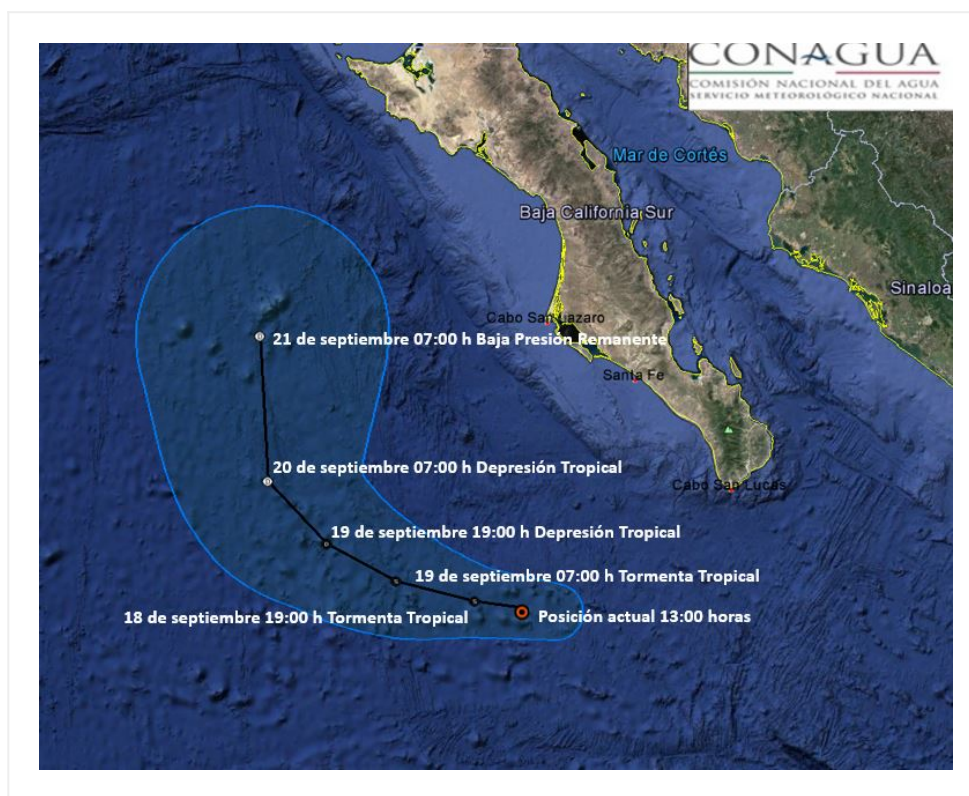 CONAGUA
COMISIÓN NACIONAL DEL AGUA
SERVICIO METEOROLÓGICO NACIONAL
Mar de Cortés
Baja California Sur
Sinaloa
Cabo San Lazaro
21 de septiembre 07:00 h Baja Presión Remanente
Santa Fe
20 de septiembre 07:00 h Depresión Tropical
Cabo San Lucas
19 de septiembre 19:00 h Depresión Tropical
19 de septiembre 07:00 h Tormenta Tropical
18 de septiembre 19:00 h Tormenta Tropical
Posición actual 13:00 horas